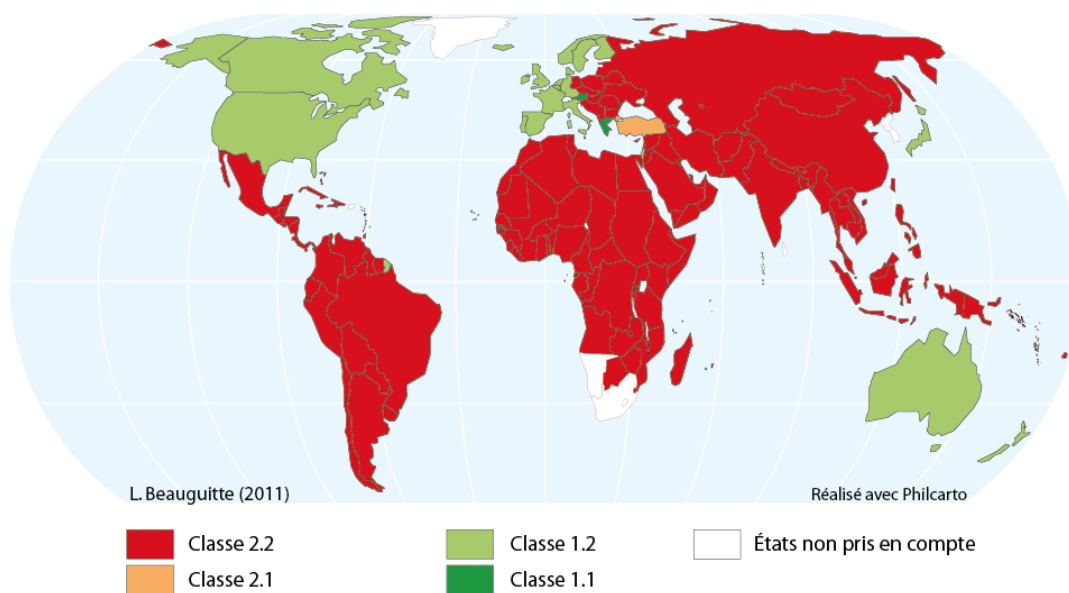 L. Beauguitte (2011)
Réalisé avec Philcarto
Classe 2.2
Classe 1.2
États non pris en compte
Classe 2.1
Classe 1.1